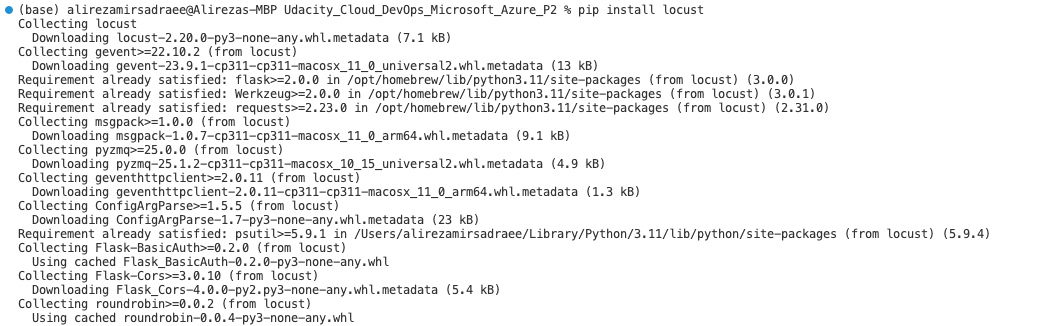 (base) alirezamirsadraee@Alirezas-MBP Udacity_Cloud_DevOps_Microsoft_Azure_P2 % pip install locust
Collecting locust
Downloading locust-2.20.0-py3-none-any.whl.metadata (7.1 kB)
Collecting gevent>=22.10.2 (from locust)
Downloading gevent-23.9.1-cp311-cp311-macosx_11_0_universal2.whl.metadata (13 kB)
Requirement already satisfied: flask>=2.0.0 in /opt/homebrew/lib/python3.11/site-packages (from locust) (3.0.0)
Requirement already satisfied: Werkzeug>=2.0.0 in /opt/homebrew/lib/python3.11/site-packages (from locust) (3.0.1)
Requirement already satisfied: requests>=2.23.0 in /opt/homebrew/lib/python3.11/site-packages (from locust) (2.31.0)
Collecting msgpack>=1.0.0 (from locust)
Downloading msgpack-1.0.7-cp311-cp311-macosx_11_0_arm64.whl.metadata (9.1 kB)
Collecting pyzmq>=25.0.0 (from locust)
Downloading pyzmq-25.1.2-cp311-cp311-macosx_10_15_universal2.whl.metadata (4.9 kB)
Collecting geventhttpclient>=2.0.11 (from locust)
Downloading geventhttpclient-2.0.11-cp311-cp311-macosx_11_0_arm64.whl.metadata (1.3 kB)
Collecting ConfigArgParse>=1.5.5 (from locust)
Downloading ConfigArgParse-1.7-py3-none-any.whl.metadata (23 kB)
Requirement already satisfied: psutil>=5.9.1 in /Users/alirezamirsadraee/Library/Python/3.11/lib/python/site-packages (from locust) (5.9.4)
Collecting Flask-BasicAuth>=0.2.0 (from locust)
Using cached Flask_BasicAuth-0.2.0-py3-none-any.whl
Collecting Flask-Cors>=3.0.10 (from locust)
Downloading Flask_Cors-4.0.0-py2.py3-none-any.whl.metadata (5.4 kB)
Collecting roundrobin>=0.0.2 (from locust)
Using cached roundrobin-0.0.4-py3-none-any.whl